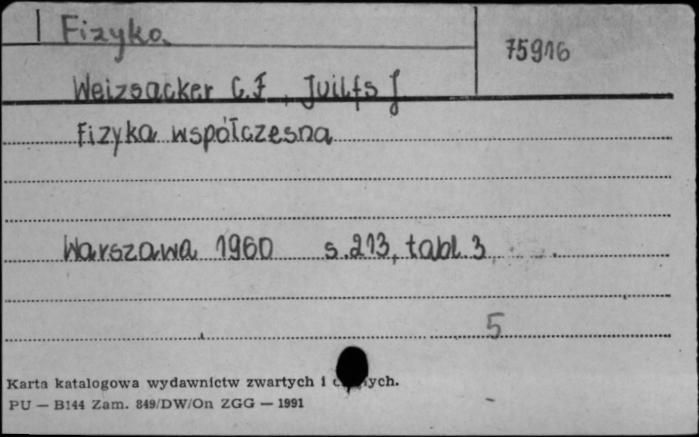 Fizyka
75916
Weizsacker C.F., Juilfs J
Fizyka współczesna
Warszawa 1960 s.213, tabl.3
5
Karta katalogowa wydawnictw zwartych i
PU — B144 Zam. 849/DW/On ZGG — 1991